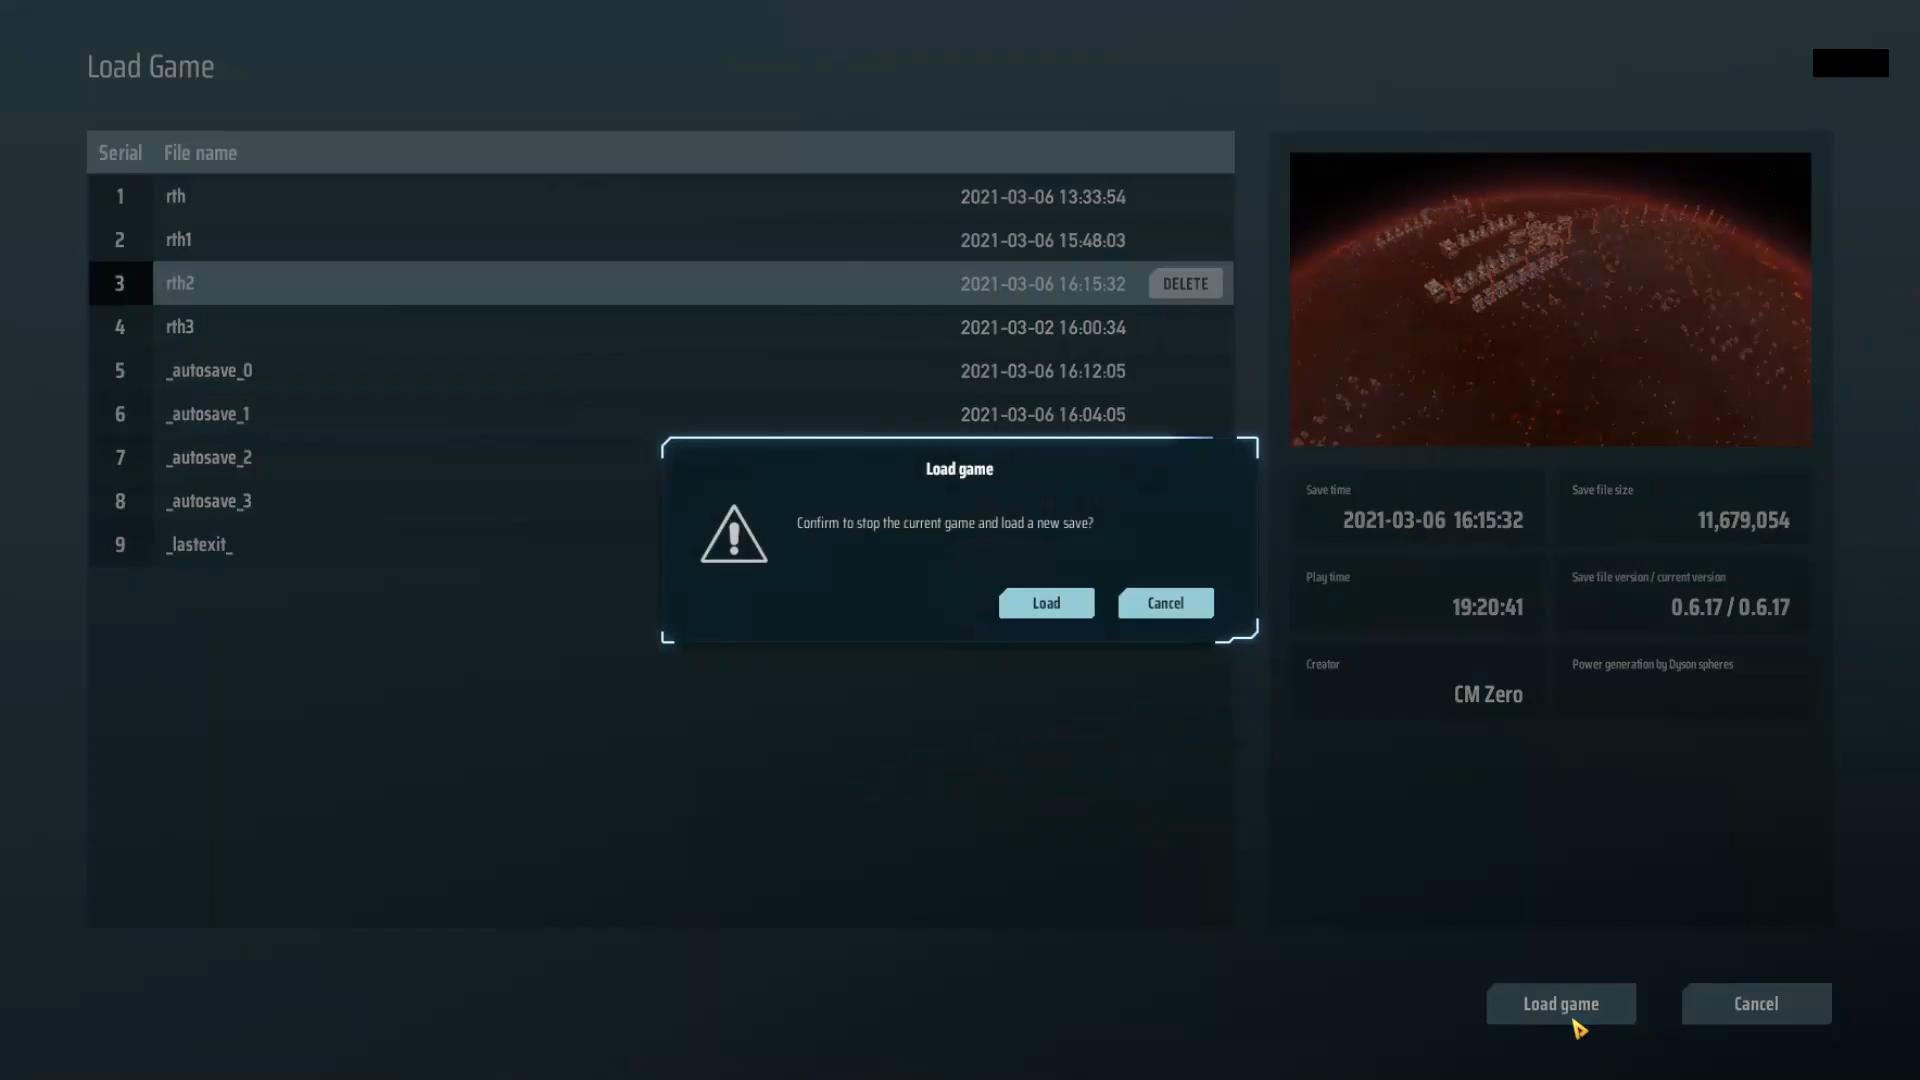 Load Game
Serial File name
1 rth 2021-03-06 13:33:54
2 rth1 2021-03-06 15:48:03
3 rth2 2021-03-06 16:15:32 DELETE
4 rth3 2021-03-02 16:00:34
5 _autosave_0 2021-03-06 16:12:05
6 _autosave_1 2021-03-06 16:04:05
7 _autosave_2
8 _autosave_3
9 _lastexit_
Load game
Confirm to stop the current game and load a new save?
Load Cancel
Save time
2021-03-06 16:15:32
Save file size
11,679,054
Play time
19:20:41
Save file version / current version
0.6.17 / 0.6.17
Creator
CM Zero
Power generation by Dyson spheres
Load game Cancel